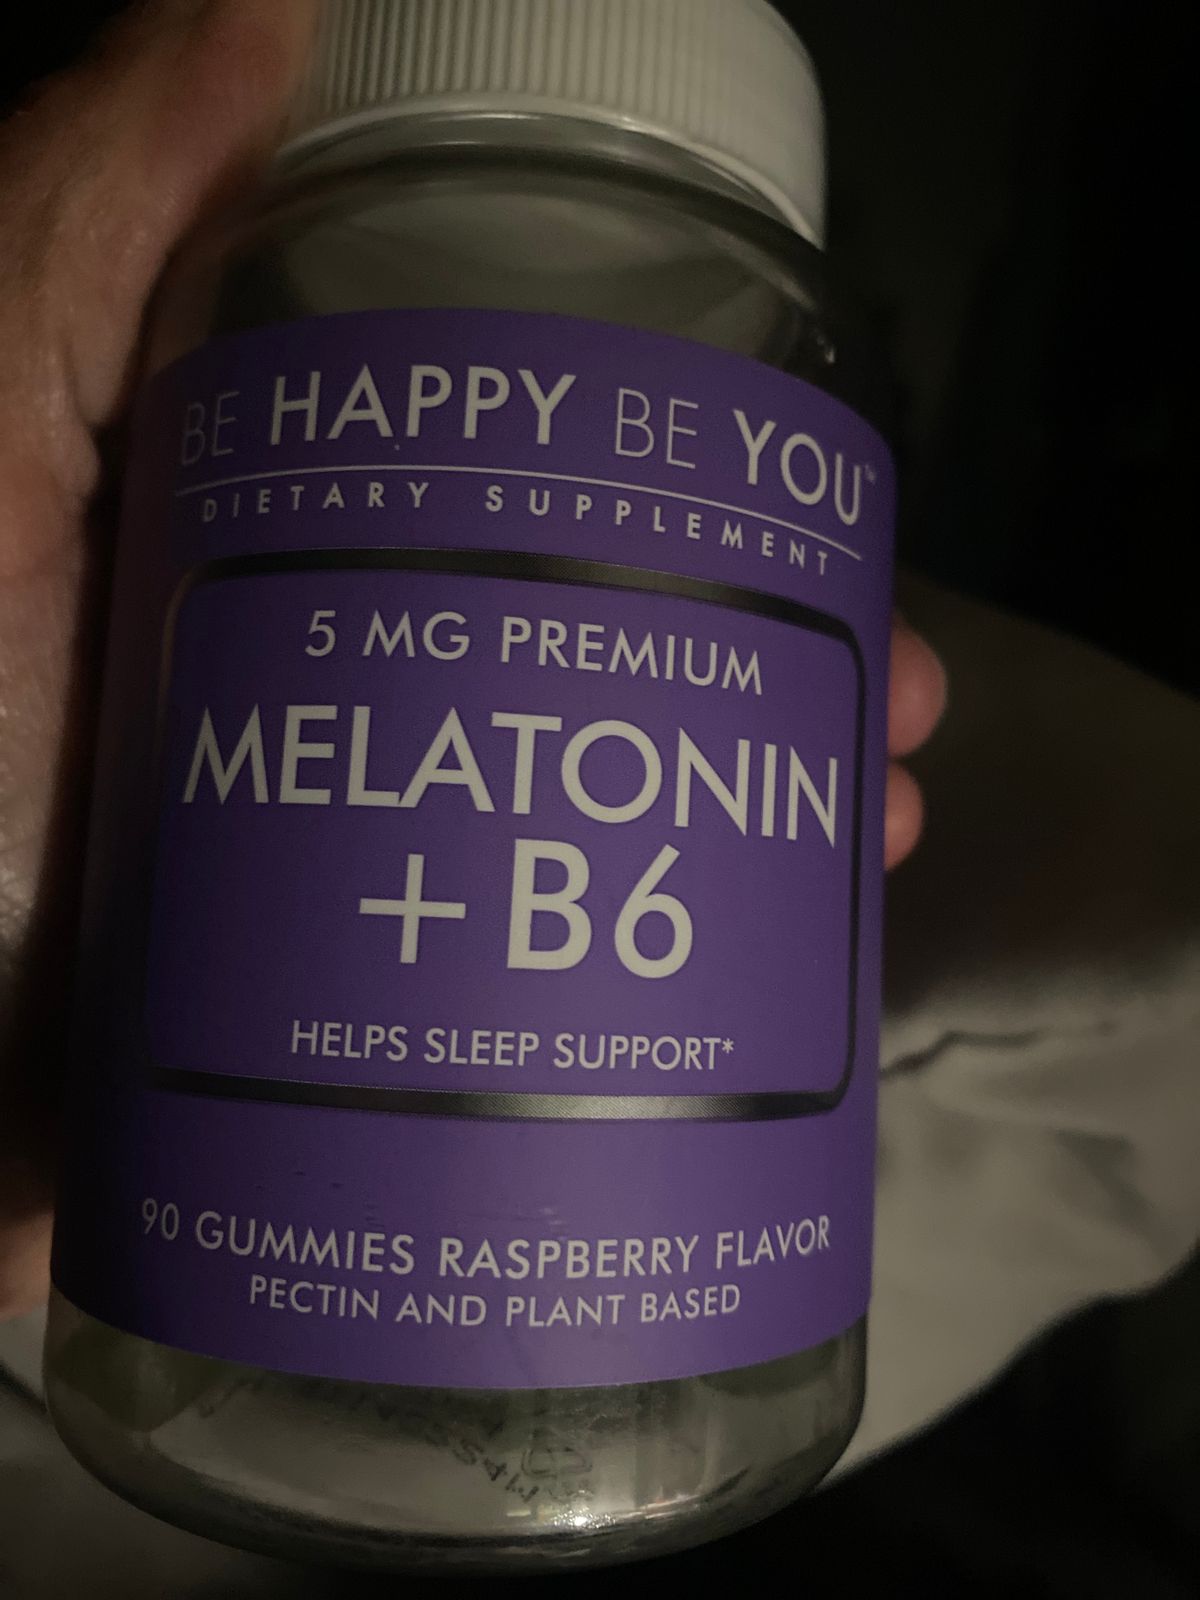 BE HAPPY BE YOU™
DIETARY SUPPLEMENT
5 MG PREMIUM
MELATONIN
+ B6
HELPS SLEEP SUPPORT*
90 GUMMIES RASPBERRY FLAVOR
PECTIN AND PLANT BASED